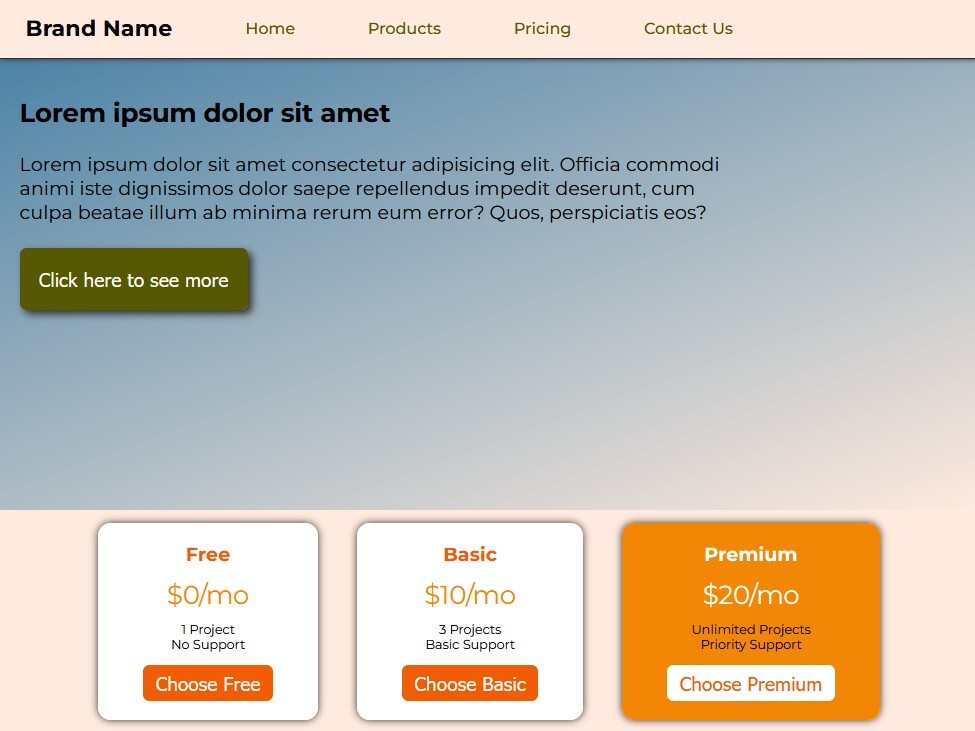 Brand Name Home Products Pricing Contact Us
Lorem ipsum dolor sit amet
Lorem ipsum dolor sit amet consectetur adipisicing elit. Officia commodi
animi iste dignissimos dolor saepe repellendus impedit deserunt, cum
culpa beatae illum ab minima rerum eum error? Quos, perspiciatis eos?
Click here to see more
Free
$0/mo
1 Project
No Support
Choose Free
Basic
$10/mo
3 Projects
Basic Support
Choose Basic
Premium
$20/mo
Unlimited Projects
Priority Support
Choose Premium